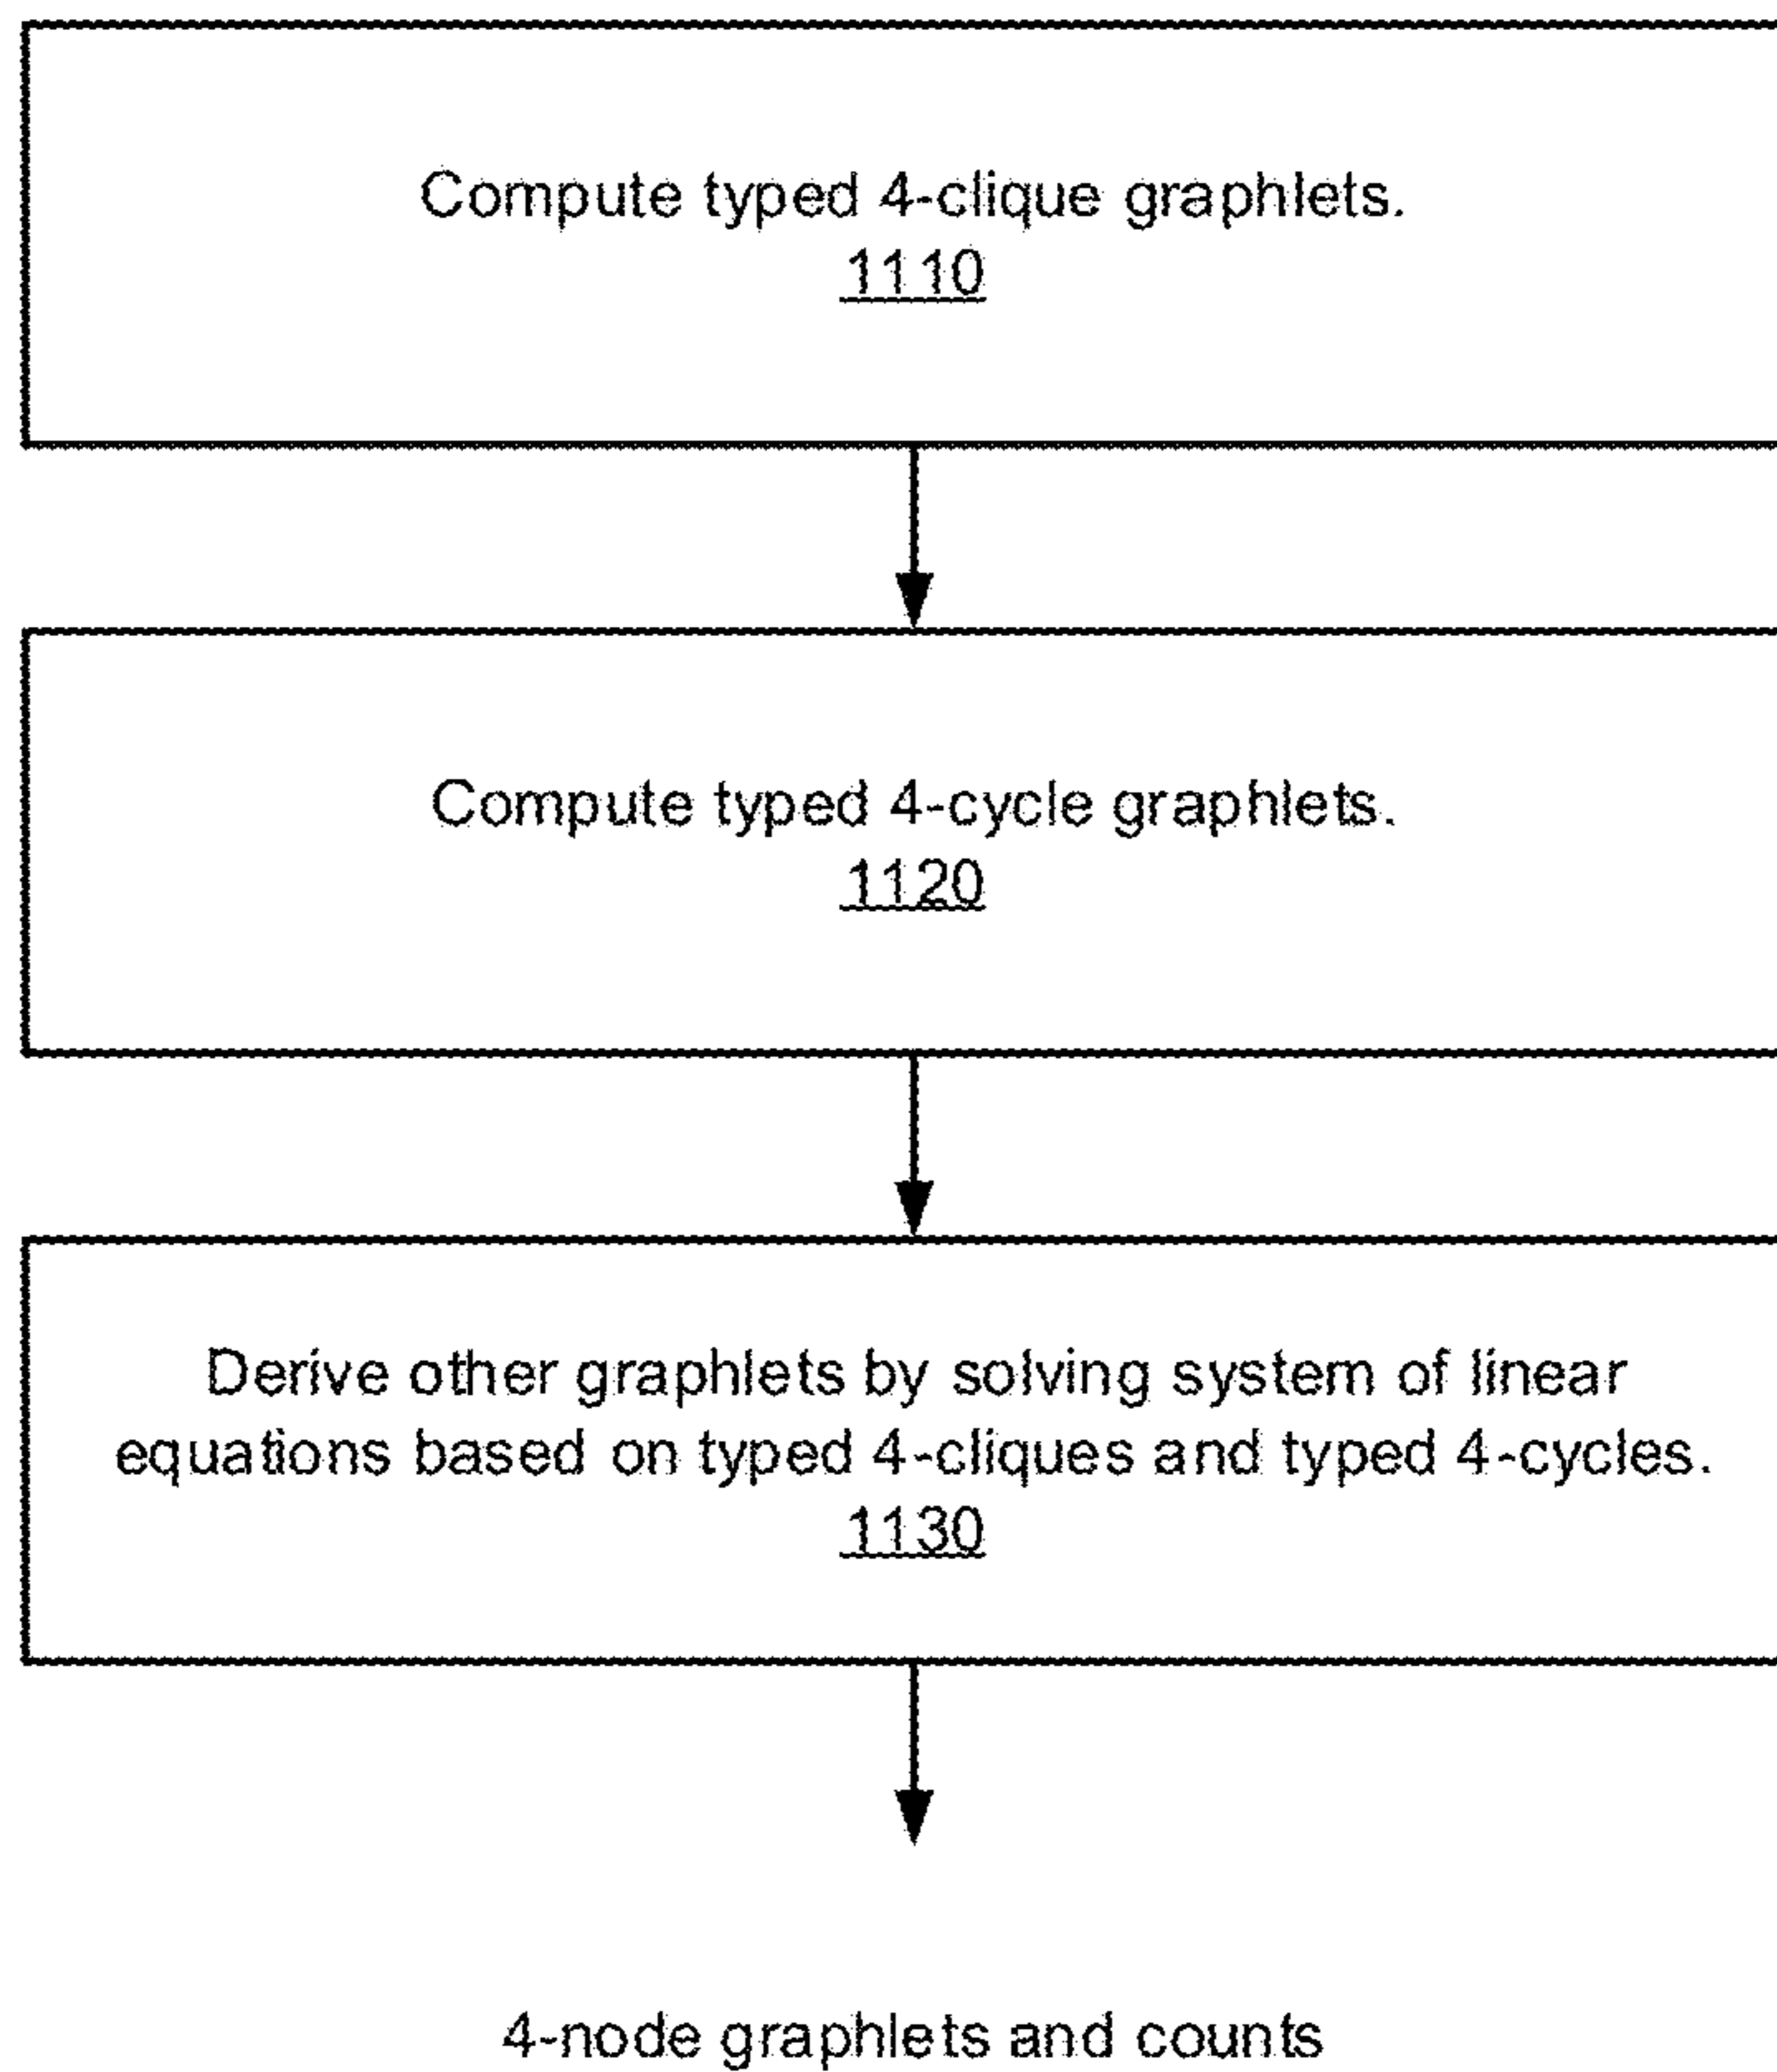 Compute typed 4-clique graphlets.
1110
Compute typed 4-cycle graphlets.
1120
Derive other graphlets by solving system of linear
equations based on typed 4-cliques and typed 4-cycles.
1130
4-node graphlets and counts